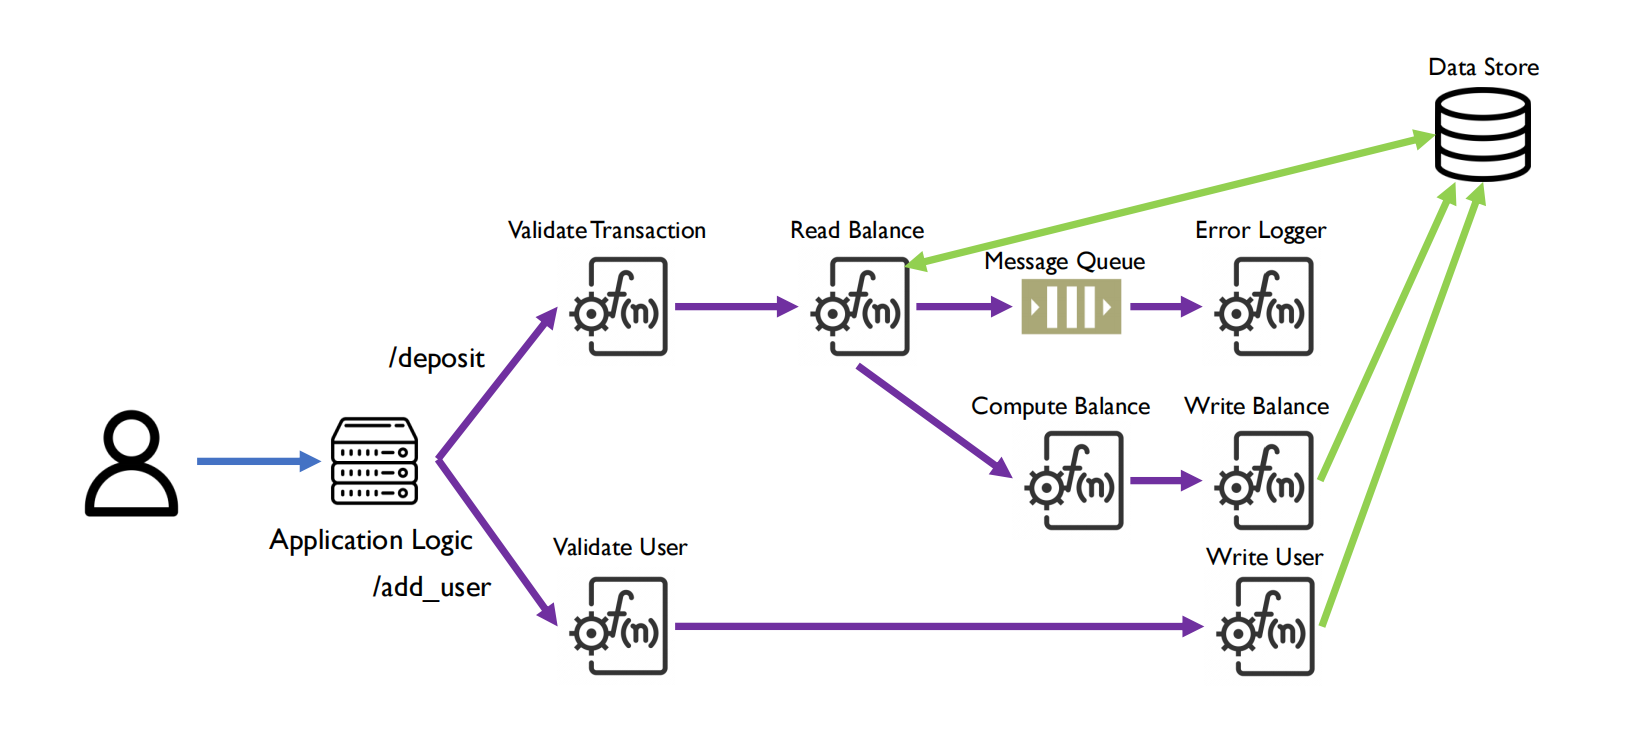 Data Store
Validate Transaction
Read Balance
Error Logger
Message Queue
f(n)
f(n)
f(n)
/deposit
Compute Balance
Write Balance
f(n)
f(n)
Application Logic
Validate User
Write User
/add_user
f(n)
f(n)